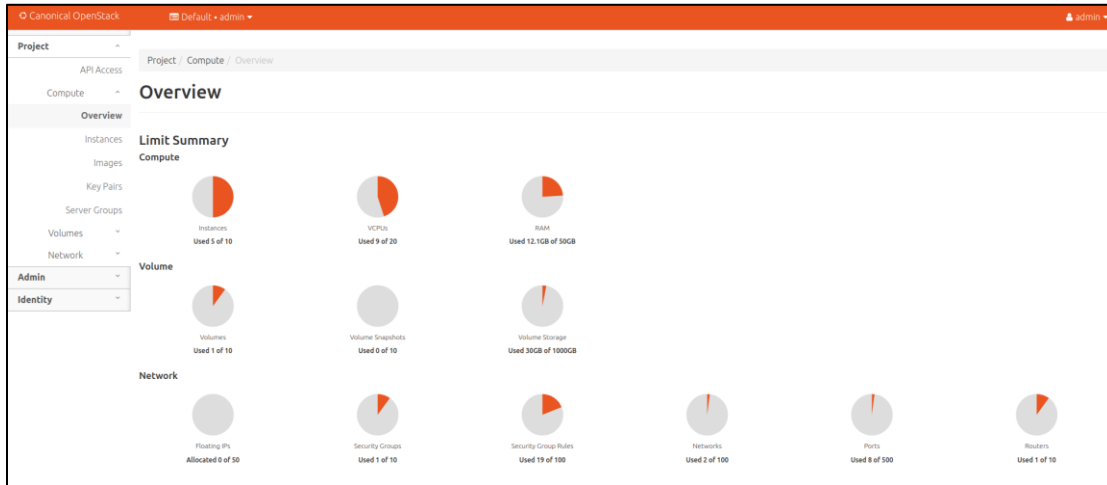 Canonical OpenStack
Default • admin
admin
Project
API Access
Compute
Overview
Instances
Images
Key Pairs
Server Groups
Volumes
Network
Admin
Identity
Project / Compute / Overview
Overview
Limit Summary
Compute
Instances
Used 5 of 10
VCPUs
Used 9 of 20
RAM
Used 12.1GB of 50GB
Volume
Volumes
Used 1 of 10
Volume Snapshots
Used 0 of 10
Volume Storage
Used 30GB of 1000GB
Network
Floating IPs
Allocated 0 of 50
Security Groups
Used 1 of 10
Security Group Rules
Used 19 of 100
Networks
Used 2 of 100
Ports
Used 8 of 500
Routers
Used 1 of 10